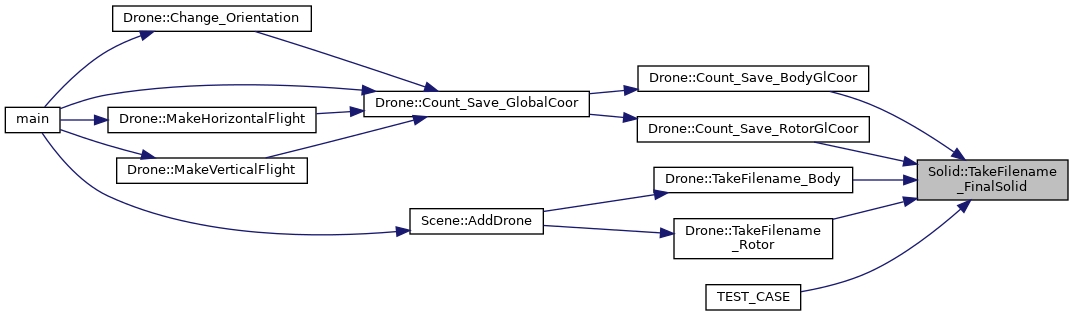 Drone::Change_Orientation
main
Drone::MakeHorizontalFlight
Drone::MakeVerticalFlight
Drone::Count_Save_GlobalCoor
Scene::AddDrone
Drone::Count_Save_BodyGlCoor
Drone::Count_Save_RotorGlCoor
Drone::TakeFilename_Body
Drone::TakeFilename
_Rotor
TEST_CASE
Solid::TakeFilename
_FinalSolid